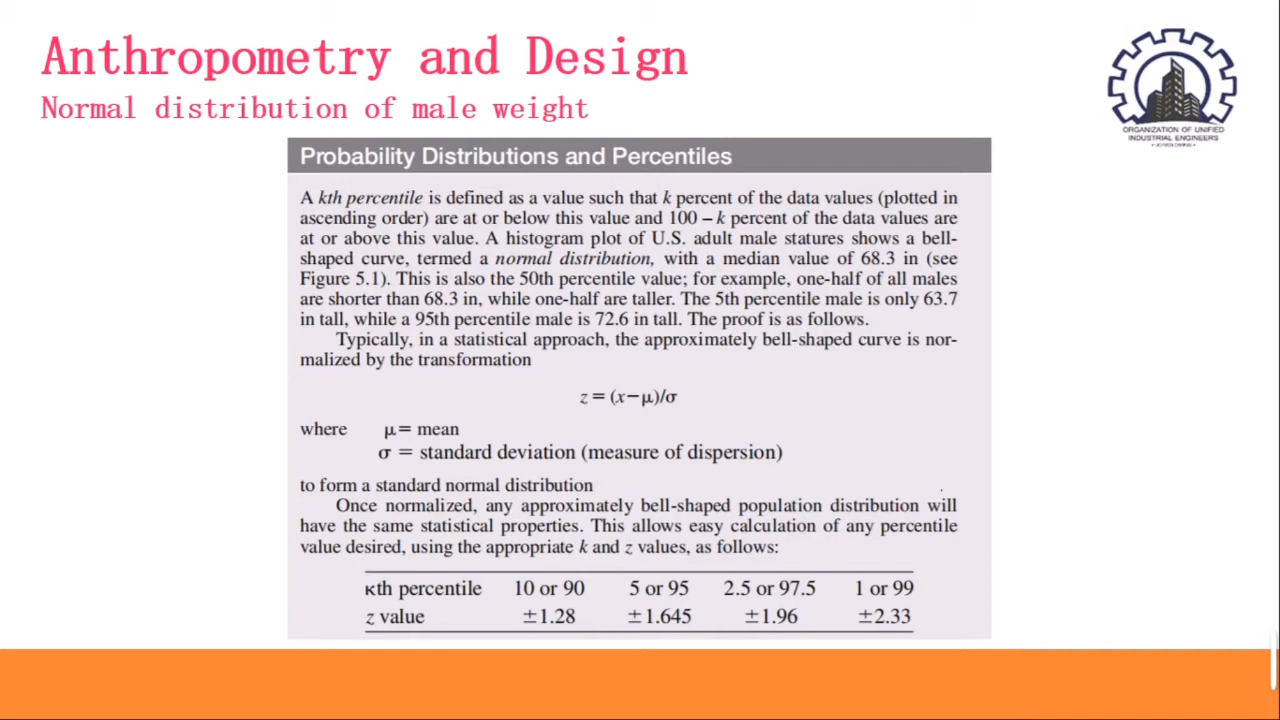 Anthropometry and Design
Normal distribution of male weight
ORGANIZATION OF UNIFIED
INDUSTRIAL ENGINEERS
Probability Distributions and Percentiles
A kth percentile is defined as a value such that k percent of the data values (plotted in
ascending order) are at or below this value and 100 – k percent of the data values are
at or above this value. A histogram plot of U.S. adult male statures shows a bell-
shaped curve, termed a normal distribution, with a median value of 68.3 in (see
Figure 5.1). This is also the 50th percentile value; for example, one-half of all males
are shorter than 68.3 in, while one-half are taller. The 5th percentile male is only 63.7
in tall, while a 95th percentile male is 72.6 in tall. The proof is as follows.
Typically, in a statistical approach, the approximately bell-shaped curve is nor-
malized by the transformation
z = (x−μ)/σ
where μ = mean
σ = standard deviation (measure of dispersion)
to form a standard normal distribution
Once normalized, any approximately bell-shaped population distribution will
have the same statistical properties. This allows easy calculation of any percentile
value desired, using the appropriate k and z values, as follows:
κth percentile 10 or 90 5 or 95 2.5 or 97.5 1 or 99
z value ±1.28 ±1.645 ±1.96 ±2.33